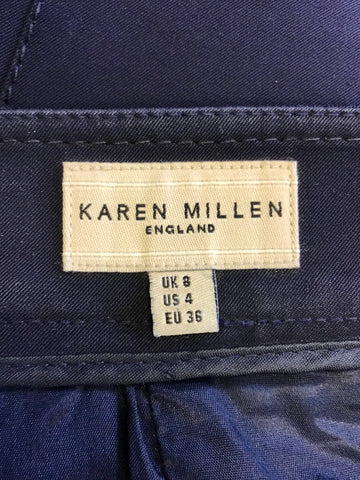 KAREN MILLEN
ENGLAND
UK 8
US 4
EU 36